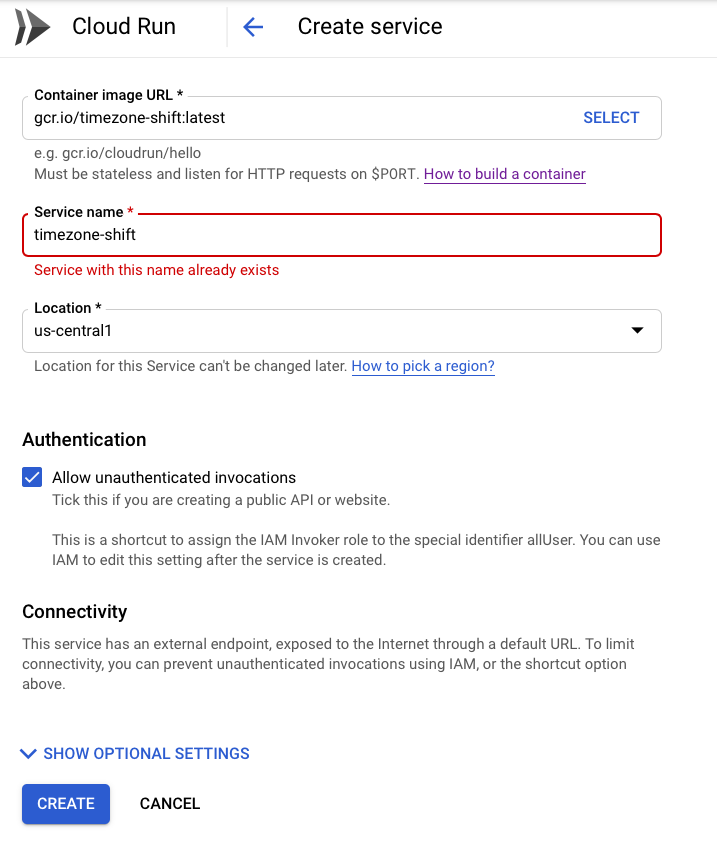 Cloud Run
Create service
Container image URL *
gcr.io/timezone-shift:latest
SELECT
e.g. gcr.io/cloudrun/hello
Must be stateless and listen for HTTP requests on $PORT. How to build a container
Service name *
timezone-shift
Service with this name already exists
Location *
us-central1
Location for this Service can't be changed later. How to pick a region?
Authentication
Allow unauthenticated invocations
Tick this if you are creating a public API or website.
This is a shortcut to assign the IAM Invoker role to the special identifier allUser. You can use
IAM to edit this setting after the service is created.
Connectivity
This service has an external endpoint, exposed to the Internet through a default URL. To limit
connectivity, you can prevent unauthenticated invocations using IAM, or the shortcut option
above.
SHOW OPTIONAL SETTINGS
CREATE
CANCEL